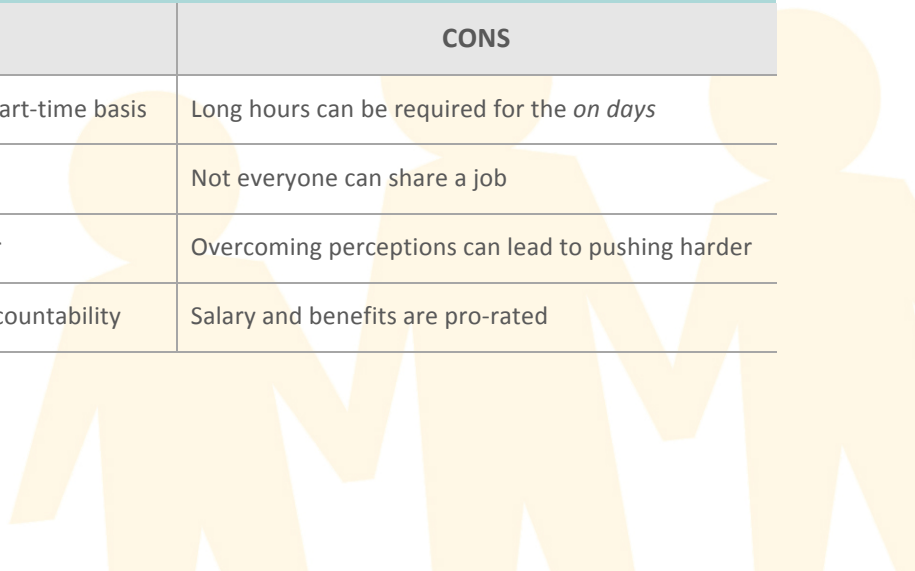 CONS
art-time basis Long hours can be required for the on days
Not everyone can share a job
Overcoming perceptions can lead to pushing harder
countability Salary and benefits are pro-rated